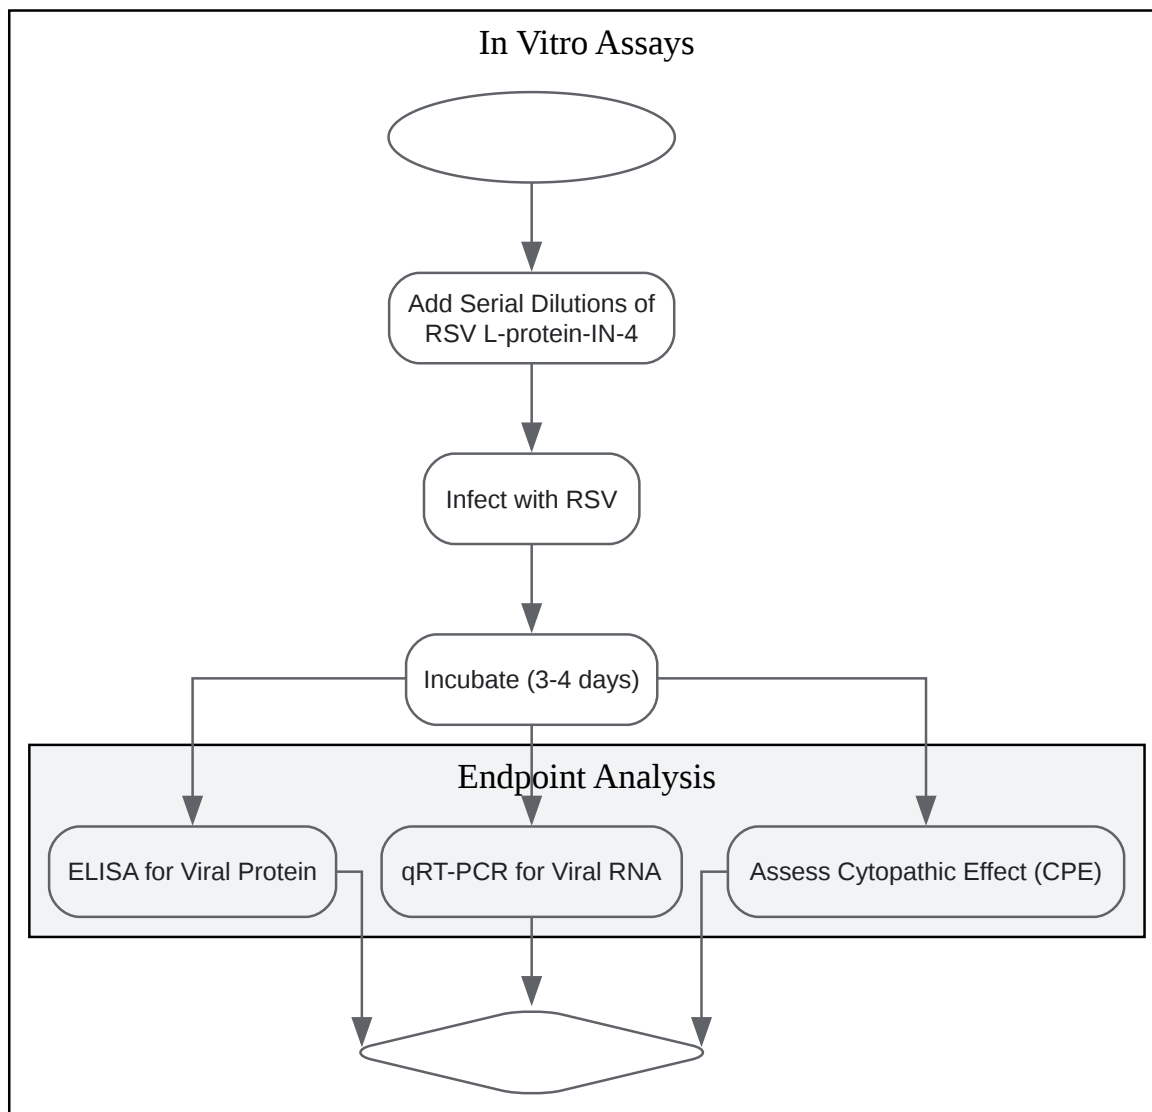 In Vitro Assays
Add Serial Dilutions of
RSV L-protein-IN-4
Infect with RSV
Incubate (3-4 days)
Endpoint Analysis
ELISA for Viral Protein
qRT-PCR for Viral RNA
Assess Cytopathic Effect (CPE)